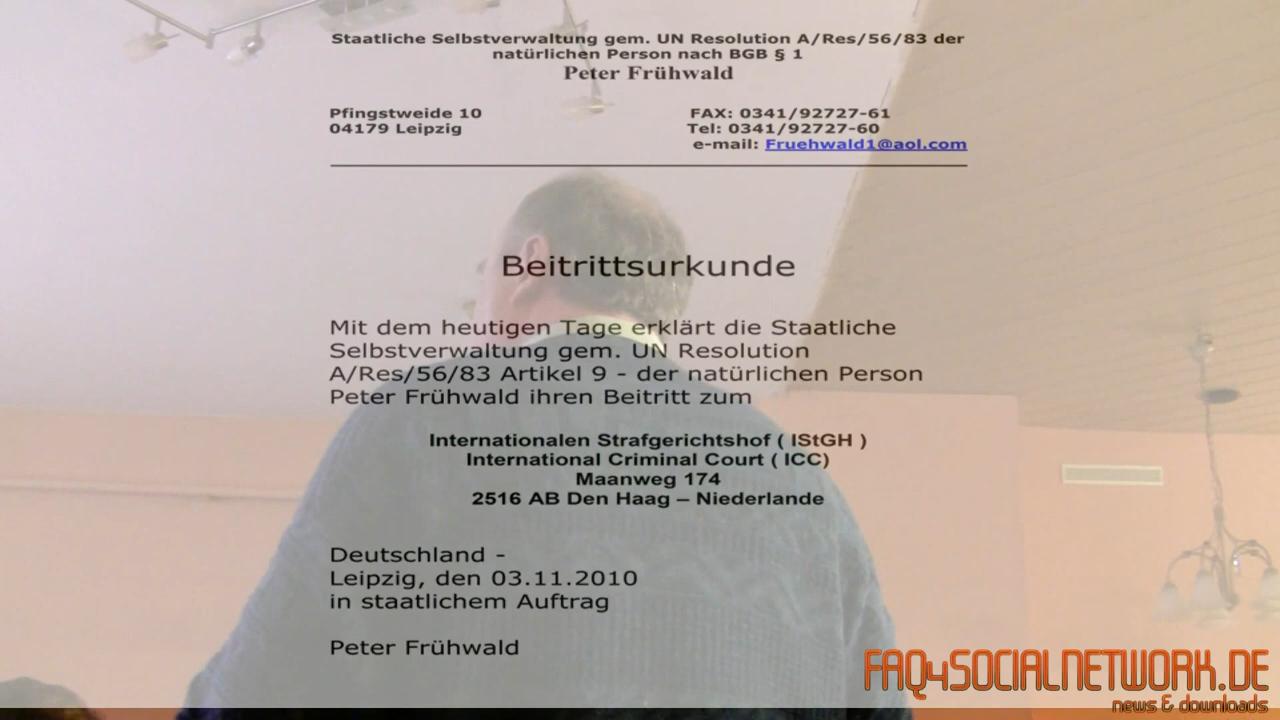 Staatliche Selbstverwaltung gem. UN Resolution A/Res/56/83 der
natürlichen Person nach BGB § 1
Peter Frühwald
Pfingstweide 10
04179 Leipzig
FAX: 0341/92727-61
Tel: 0341/92727-60
e-mail: Fruehwald1@aol.com
Beitrittsurkunde
Mit dem heutigen Tage erklärt die Staatliche
Selbstverwaltung gem. UN Resolution
A/Res/56/83 Artikel 9 - der natürlichen Person
Peter Frühwald ihren Beitritt zum
Internationalen Strafgerichtshof ( IStGH )
International Criminal Court ( ICC)
Maanweg 174
2516 AB Den Haag – Niederlande
Deutschland -
Leipzig, den 03.11.2010
in staatlichem Auftrag
Peter Frühwald
FAQ4SOCIALNETWORK.DE
news & downloads